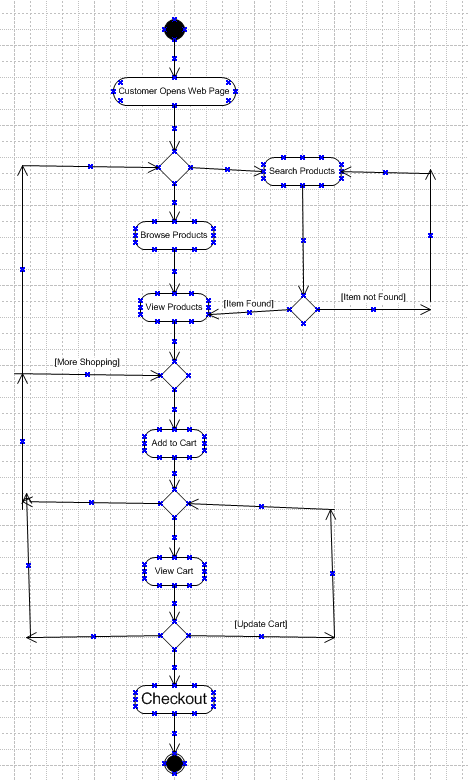 Customer Opens Web Page
Search Products
Browse Products
View Products
[Item Found]
[Item not Found]
[More Shopping]
Add to Cart
View Cart
[Update Cart]
Checkout